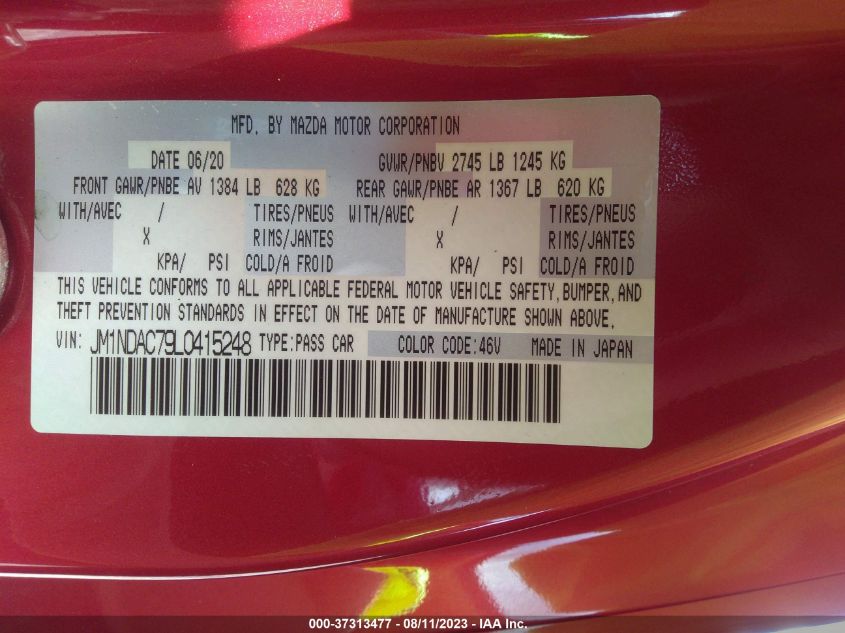 MFD. BY MAZDA MOTOR CORPORATION
DATE 06/20 GVWR/PNBV 2745 LB 1245 KG
FRONT GAWR/PNBE AV 1384 LB 628 KG REAR GAWR/PNBE AR 1367 LB 620 KG
WITH/AVEC / TIRES/PNEUS WITH/AVEC / TIRES/PNEUS
X RIMS/JANTES X RIMS/JANTES
KPA/ PSI COLD/A FROID KPA/ PSI COLD/A FROID
THIS VEHICLE CONFORMS TO ALL APPLICABLE FEDERAL MOTOR VEHICLE SAFETY, BUMPER, AND
THEFT PREVENTION STANDARDS IN EFFECT ON THE DATE OF MANUFACTURE SHOWN ABOVE.
VIN: JM1NDAC79L0415248 TYPE:PASS CAR COLOR CODE:46V MADE IN JAPAN
000-37313477 - 08/11/2023 - IAA Inc.